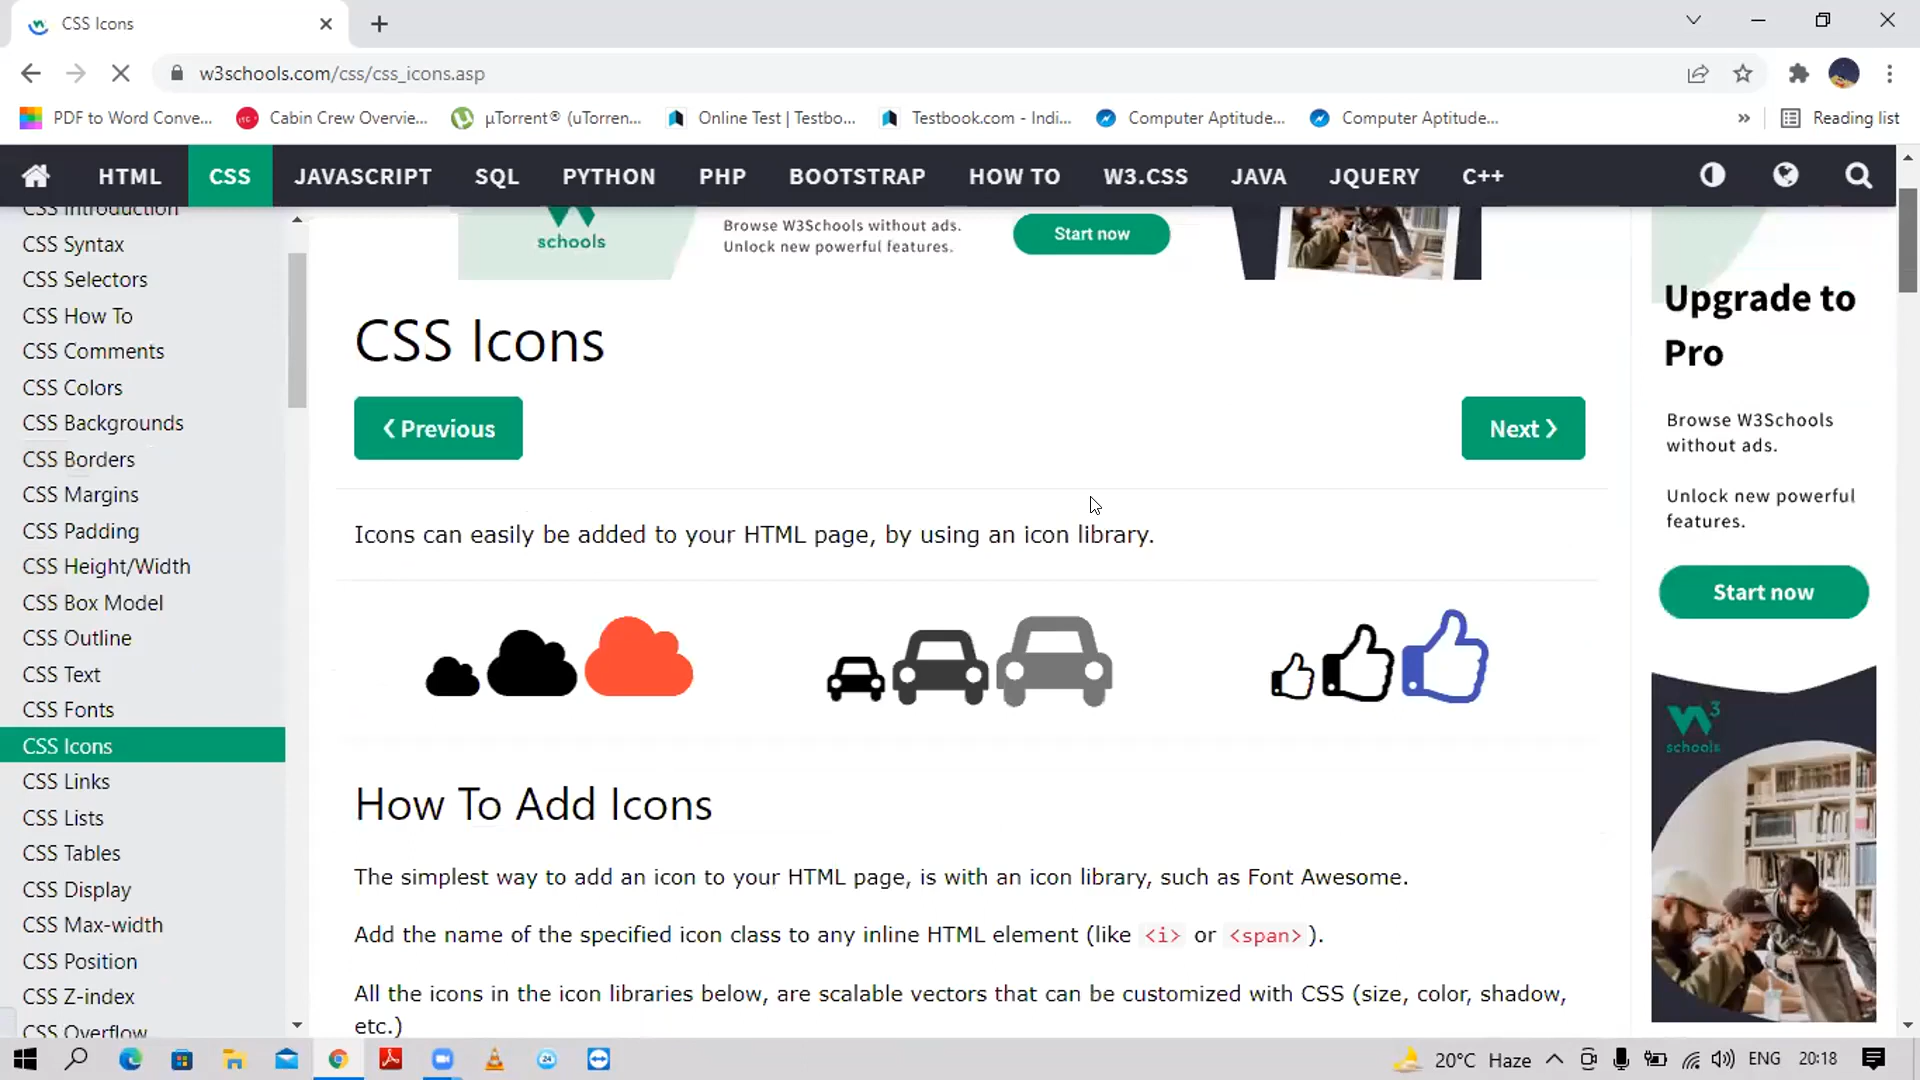 CSS Icons
w3schools.com/css/css_icons.asp
PDF to Word Conve...
Cabin Crew Overvie...
µTorrent® (uTorren...
Online Test | Testbo...
Testbook.com - Indi...
Computer Aptitude...
Computer Aptitude...
»
Reading list
HTML
CSS
JAVASCRIPT
SQL
PYTHON
PHP
BOOTSTRAP
HOW TO
W3.CSS
JAVA
JQUERY
C++
CSS Introduction
CSS Syntax
CSS Selectors
CSS How To
CSS Comments
CSS Colors
CSS Backgrounds
CSS Borders
CSS Margins
CSS Padding
CSS Height/Width
CSS Box Model
CSS Outline
CSS Text
CSS Fonts
CSS Icons
CSS Links
CSS Lists
CSS Tables
CSS Display
CSS Max-width
CSS Position
CSS Z-index
CSS Overflow
schools
Browse W3Schools without ads.
Unlock new powerful features.
Start now
CSS Icons
❮ Previous
Next ❯
Icons can easily be added to your HTML page, by using an icon library.
How To Add Icons
The simplest way to add an icon to your HTML page, is with an icon library, such as Font Awesome.
Add the name of the specified icon class to any inline HTML element (like <i> or <span>).
All the icons in the icon libraries below, are scalable vectors that can be customized with CSS (size, color, shadow,
etc.)
Upgrade to
Pro
Browse W3Schools
without ads.
Unlock new powerful
features.
Start now
W3
schools
24
20°C Haze
ENG
20:18